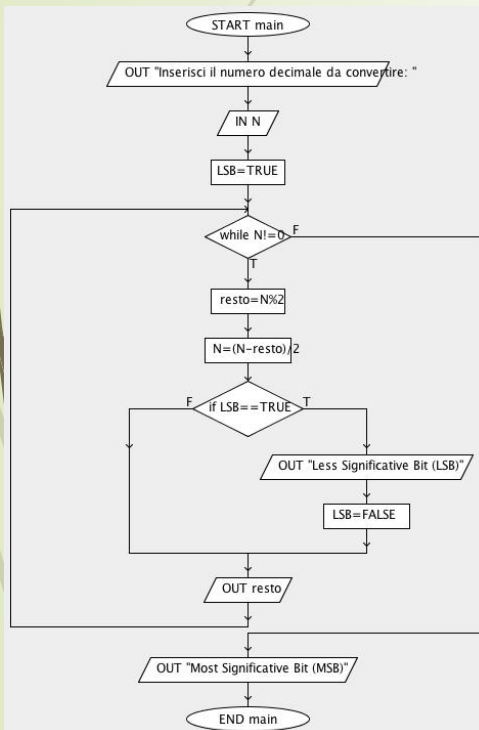 START main
OUT "Inserisci il numero decimale da convertire: "
IN N
LSB=TRUE
while N!=0
F
T
resto=N%2
N=(N-resto)/2
F
if LSB==TRUE
T
OUT "Less Significative Bit (LSB)"
LSB=FALSE
OUT resto
OUT "Most Significative Bit (MSB)"
END main